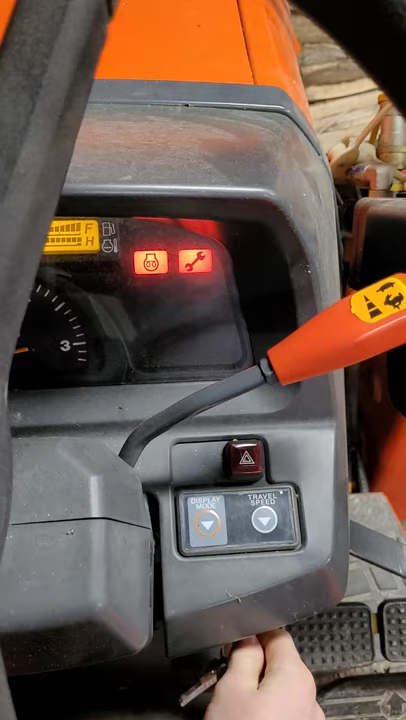 F
H
3
DISPLAY
MODE
TRAVEL
SPEED